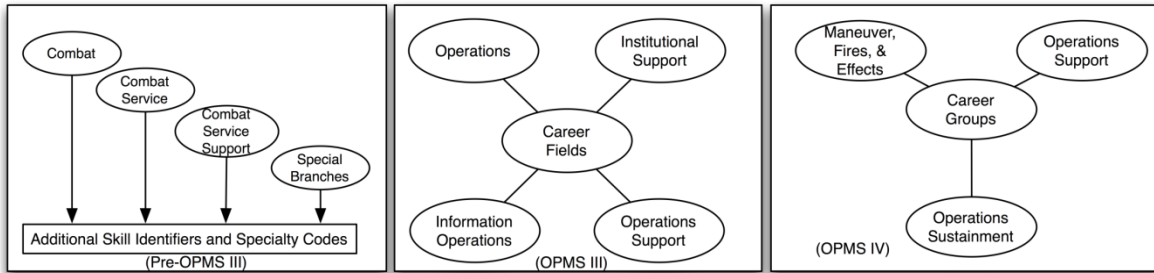 Combat
Combat
Service
Combat
Service
Support
Special
Branches
Additional Skill Identifiers and Specialty Codes
(Pre-OPMS III)
Operations
Institutional
Support
Career
Fields
Information
Operations
Operations
Support
(OPMS III)
Maneuver,
Fires, &
Effects
Operations
Support
Career
Groups
Operations
Sustainment
(OPMS IV)